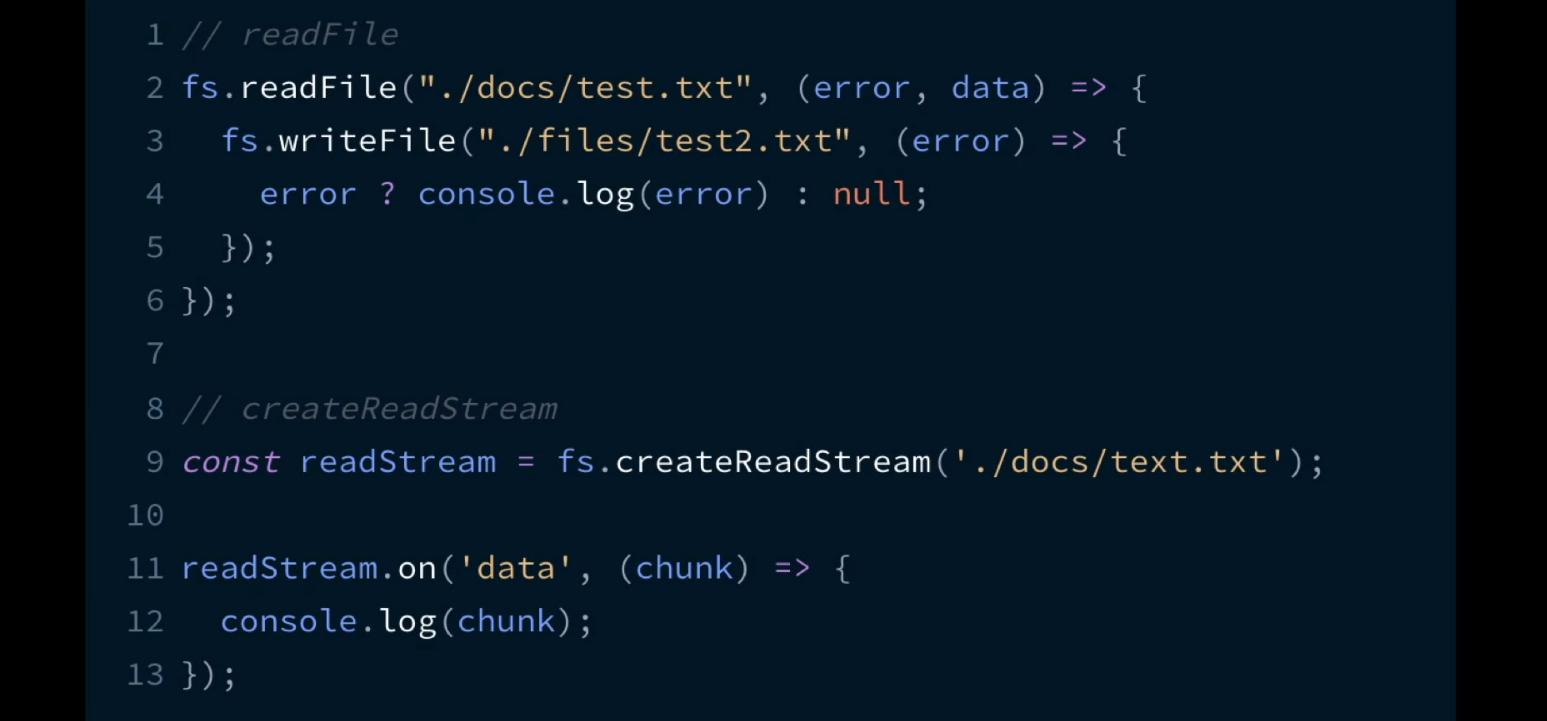 1 // readFile
2 fs.readFile("./docs/test.txt", (error, data) => {
3   fs.writeFile("./files/test2.txt", (error) => {
4     error ? console.log(error) : null;
5   });
6 });
7
8 // createReadStream
9 const readStream = fs.createReadStream('./docs/text.txt');
10
11 readStream.on('data', (chunk) => {
12   console.log(chunk);
13 });